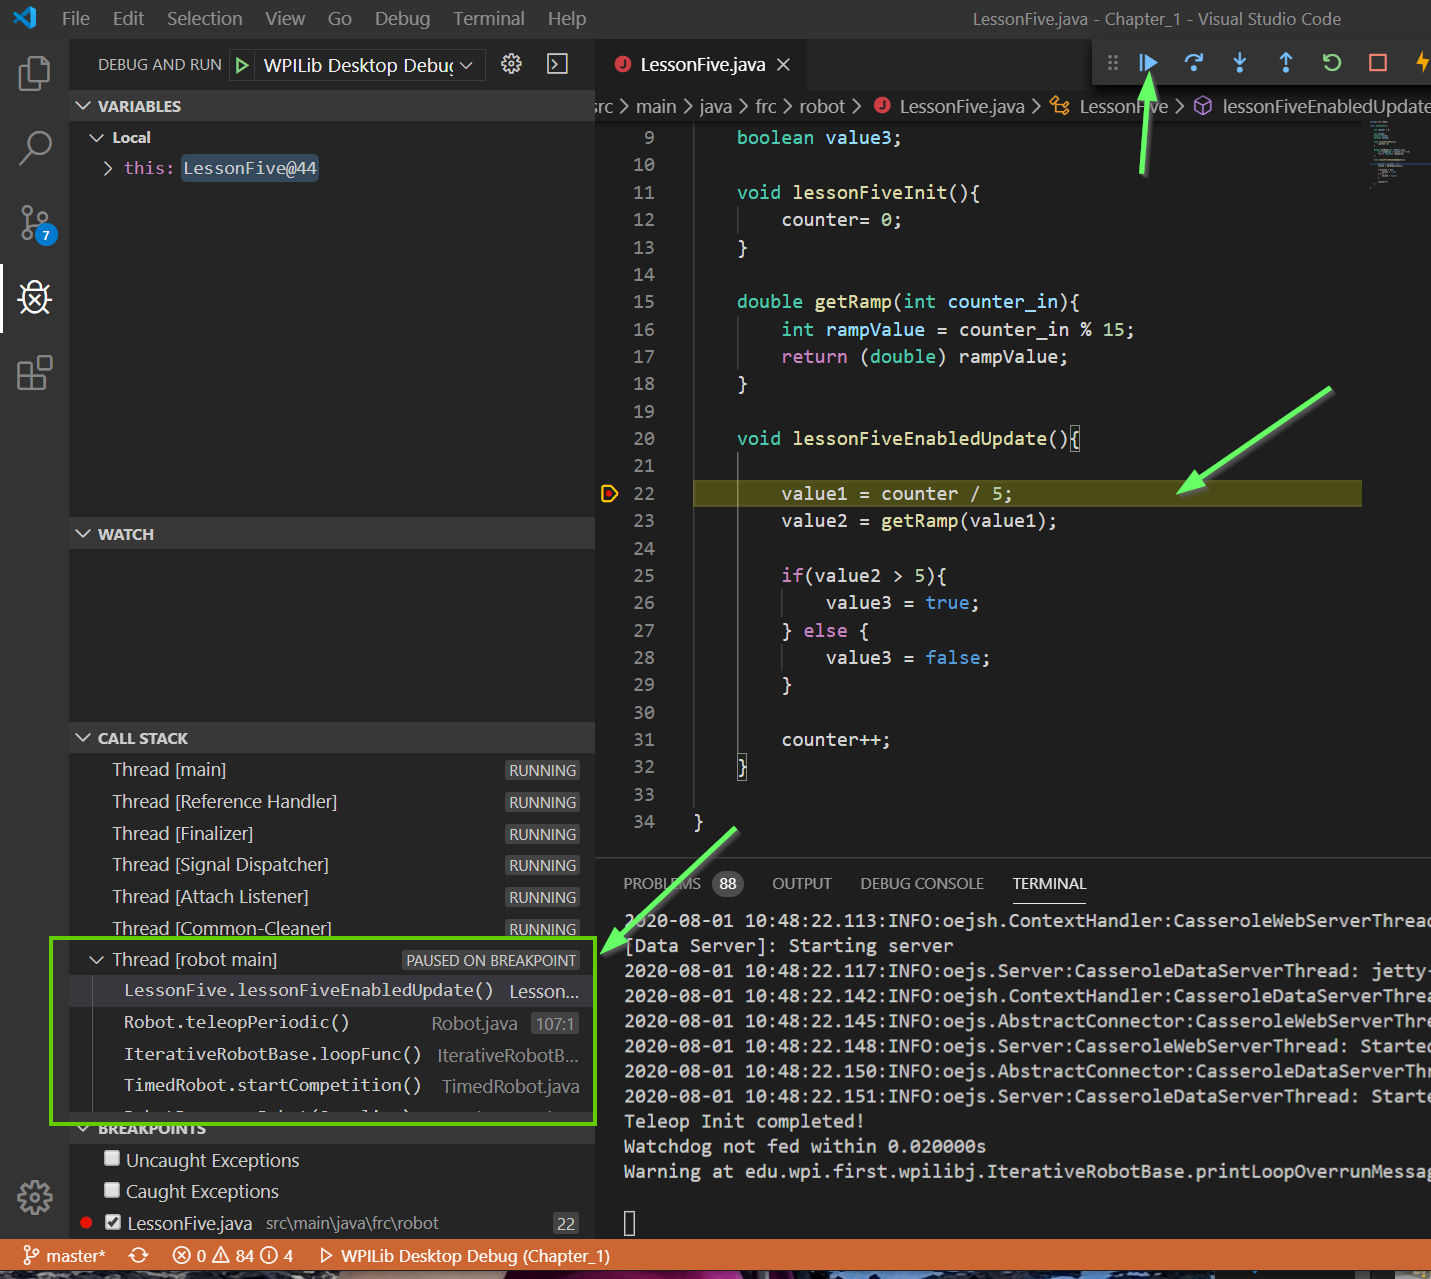 File Edit Selection View Go Debug Terminal Help
LessonFive.java - Chapter_1 - Visual Studio Code
DEBUG AND RUN WPILib Desktop Debug
VARIABLES
Local
this: LessonFive@44
7
WATCH
CALL STACK
Thread [main] RUNNING
Thread [Reference Handler] RUNNING
Thread [Finalizer] RUNNING
Thread [Signal Dispatcher] RUNNING
Thread [Attach Listener] RUNNING
Thread [Common-Cleaner] RUNNING
Thread [robot main] PAUSED ON BREAKPOINT
LessonFive.lessonFiveEnabledUpdate() Lesson...
Robot.teleopPeriodic() Robot.java 107:1
IterativeRobotBase.loopFunc() IterativeRobotB...
TimedRobot.startCompetition() TimedRobot.java
BREAKPOINTS
Uncaught Exceptions
Caught Exceptions
LessonFive.java src\main\java\frc\robot 22
J LessonFive.java
src > main > java > frc > robot > J LessonFive.java > LessonFive > lessonFiveEnabledUpdate
9 boolean value3;
10
11 void lessonFiveInit(){
12 counter= 0;
13 }
14
15 double getRamp(int counter_in){
16 int rampValue = counter_in % 15;
17 return (double) rampValue;
18 }
19
20 void lessonFiveEnabledUpdate(){
21
22 value1 = counter / 5;
23 value2 = getRamp(value1);
24
25 if(value2 > 5){
26 value3 = true;
27 } else {
28 value3 = false;
29 }
30
31 counter++;
32 }
33
34 }
PROBLEMS 88 OUTPUT DEBUG CONSOLE TERMINAL
2020-08-01 10:48:22.113:INFO:oejsh.ContextHandler:CasseroleWebServerThread
[Data Server]: Starting server
2020-08-01 10:48:22.117:INFO:oejs.Server:CasseroleDataServerThread: jetty-
2020-08-01 10:48:22.142:INFO:oejsh.ContextHandler:CasseroleDataServerThrea
2020-08-01 10:48:22.145:INFO:oejs.AbstractConnector:CasseroleWebServerThre
2020-08-01 10:48:22.148:INFO:oejs.Server:CasseroleWebServerThread: Started
2020-08-01 10:48:22.150:INFO:oejs.AbstractConnector:CasseroleDataServerThr
2020-08-01 10:48:22.151:INFO:oejs.Server:CasseroleDataServerThread: Starte
Teleop Init completed!
Watchdog not fed within 0.020000s
Warning at edu.wpi.first.wpilibj.IterativeRobotBase.printLoopOverrunMessag
master* 0 84 4 WPILib Desktop Debug (Chapter_1)